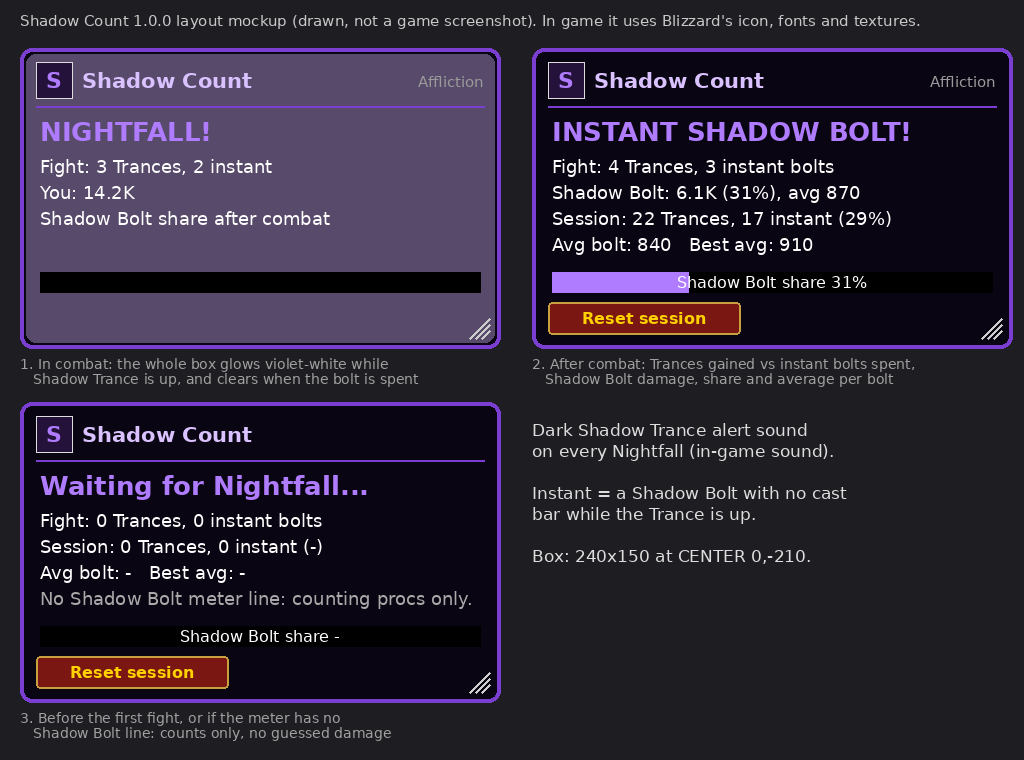 Shadow Count 1.0.0 layout mockup (drawn, not a game screenshot). In game it uses Blizzard's icon, fonts and textures.
S Shadow Count Affliction
NIGHTFALL!
Fight: 3 Trances, 2 instant
You: 14.2K
Shadow Bolt share after combat
1. In combat: the whole box glows violet-white while
Shadow Trance is up, and clears when the bolt is spent
S Shadow Count Affliction
INSTANT SHADOW BOLT!
Fight: 4 Trances, 3 instant bolts
Shadow Bolt: 6.1K (31%), avg 870
Session: 22 Trances, 17 instant (29%)
Avg bolt: 840 Best avg: 910
Shadow Bolt share 31%
Reset session
2. After combat: Trances gained vs instant bolts spent,
Shadow Bolt damage, share and average per bolt
S Shadow Count
Waiting for Nightfall...
Fight: 0 Trances, 0 instant bolts
Session: 0 Trances, 0 instant (-)
Avg bolt: - Best avg: -
No Shadow Bolt meter line: counting procs only.
Shadow Bolt share -
Reset session
3. Before the first fight, or if the meter has no
Shadow Bolt line: counts only, no guessed damage
Dark Shadow Trance alert sound
on every Nightfall (in-game sound).
Instant = a Shadow Bolt with no cast
bar while the Trance is up.
Box: 240x150 at CENTER 0,-210.